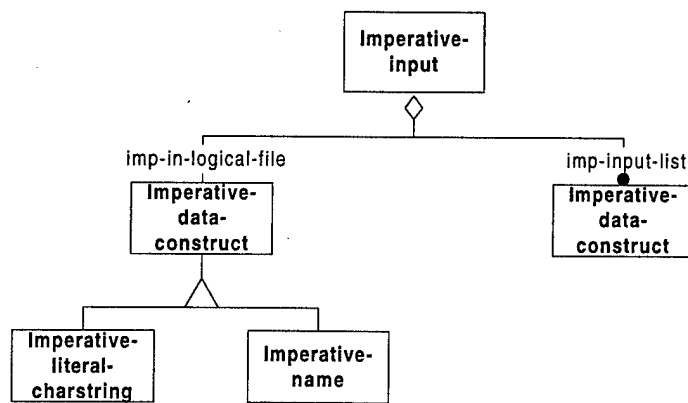 Imperative-
input
imp-in-logical-file
imp-input-list
Imperative-
data-
construct
Imperative-
data-
construct
Imperative-
literal-
charstring
Imperative-
name